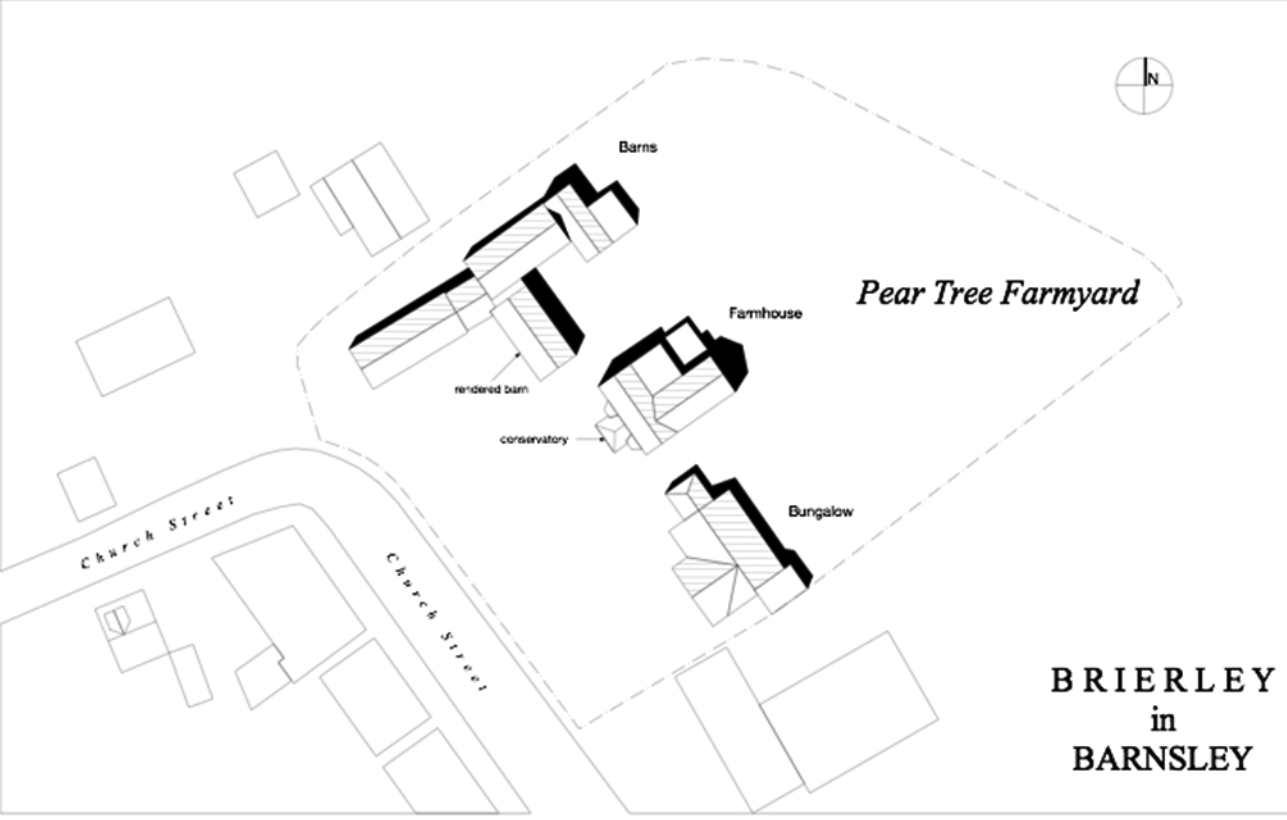 N
Barns
Pear Tree Farmyard
Farmhouse
rendered barn
conservatory
Church Street
Bungalow
Church Street
BRIERLEY
in
BARNSLEY